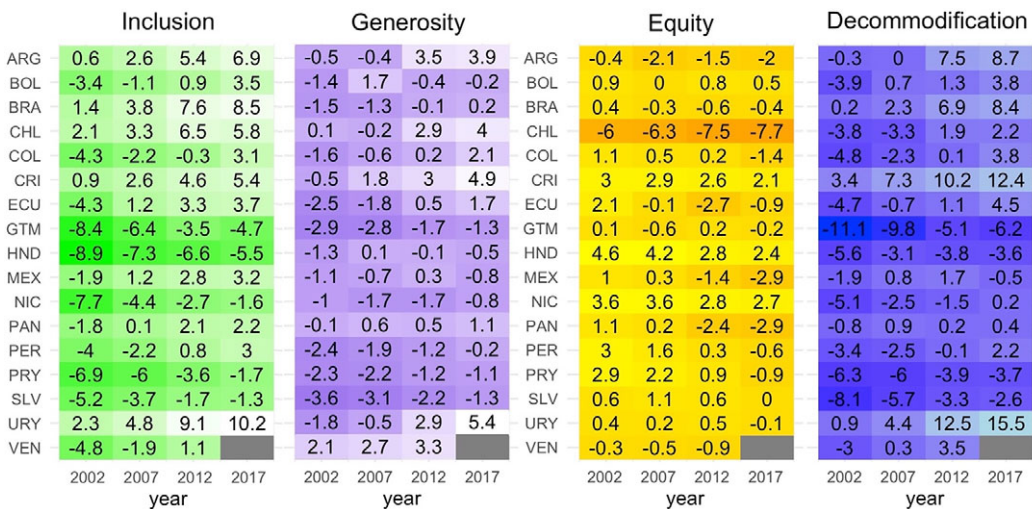 Inclusion Generosity Equity Decommodification
ARG 0.6 2.6 5.4 6.9 -0.5 -0.4 3.5 3.9 ARG -0.4 -2.1 -1.5 -2 -0.3 0 7.5 8.7
BOL -3.4 -1.1 0.9 3.5 -1.4 1.7 -0.4 -0.2 BOL 0.9 0 0.8 0.5 -3.9 0.7 1.3 3.8
BRA 1.4 3.8 7.6 8.5 -1.5 -1.3 -0.1 0.2 BRA 0.4 -0.3 -0.6 -0.4 0.2 2.3 6.9 8.4
CHL 2.1 3.3 6.5 5.8 0.1 -0.2 2.9 4 CHL -6 -6.3 -7.5 -7.7 -3.8 -3.3 1.9 2.2
COL -4.3 -2.2 -0.3 3.1 -1.6 -0.6 0.2 2.1 COL 1.1 0.5 0.2 -1.4 -4.8 -2.3 0.1 3.8
CRI 0.9 2.6 4.6 5.4 -0.5 1.8 3 4.9 CRI 3 2.9 2.6 2.1 3.4 7.3 10.2 12.4
ECU -4.3 1.2 3.3 3.7 -2.5 -1.8 0.5 1.7 ECU 2.1 -0.1 -2.7 -0.9 -4.7 -0.7 1.1 4.5
GTM -8.4 -6.4 -3.5 -4.7 -2.9 -2.8 -1.7 -1.3 GTM 0.1 -0.6 0.2 -0.2 -11.1 -9.8 -5.1 -6.2
HND -8.9 -7.3 -6.6 -5.5 -1.3 0.1 -0.1 -0.5 HND 4.6 4.2 2.8 2.4 -5.6 -3.1 -3.8 -3.6
MEX -1.9 1.2 2.8 3.2 -1.1 -0.7 0.3 -0.8 MEX 1 0.3 -1.4 -2.9 -1.9 0.8 1.7 -0.5
NIC -7.7 -4.4 -2.7 -1.6 -1 -1.7 -1.7 -0.8 NIC 3.6 3.6 2.8 2.7 -5.1 -2.5 -1.5 0.2
PAN -1.8 0.1 2.1 2.2 -0.1 0.6 0.5 1.1 PAN 1.1 0.2 -2.4 -2.9 -0.8 0.9 0.2 0.4
PER -4 -2.2 0.8 3 -2.4 -1.9 -1.2 -0.2 PER 3 1.6 0.3 -0.6 -3.4 -2.5 -0.1 2.2
PRY -6.9 -6 -3.6 -1.7 -2.3 -2.2 -1.2 -1.1 PRY 2.9 2.2 0.9 -0.9 -6.3 -6 -3.9 -3.7
SLV -5.2 -3.7 -1.7 -1.3 -3.6 -3.1 -2.2 -1.3 SLV 0.6 1.1 0.6 0 -8.1 -5.7 -3.3 -2.6
URY 2.3 4.8 9.1 10.2 -1.8 -0.5 2.9 5.4 URY 0.4 0.2 0.5 -0.1 0.9 4.4 12.5 15.5
VEN -4.8 -1.9 1.1 2.1 2.7 3.3 VEN -0.3 -0.5 -0.9 -3 0.3 3.5
2002 2007 2012 2017 2002 2007 2012 2017 2002 2007 2012 2017 2002 2007 2012 2017
year year year year